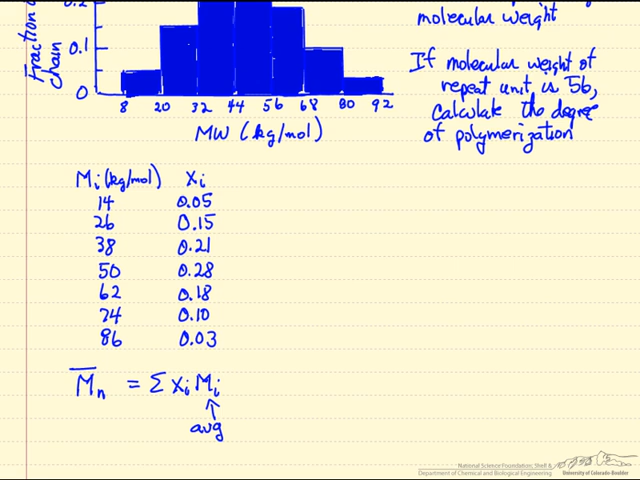 0.2
0.1
0
Fraction
chain
8 20 32 44 56 68 80 92
MW (kg/mol)
molecular weight
If molecular weight of
repeat unit is 56,
calculate the degree
of polymerization
Mi (kg/mol) Xi
14 0.05
26 0.15
38 0.21
50 0.28
62 0.18
74 0.10
86 0.03
M̅n = Σ Xi Mi
↑
avg
National Science Foundation, Shell &
Department of Chemical and Biological Engineering
University of Colorado-Boulder